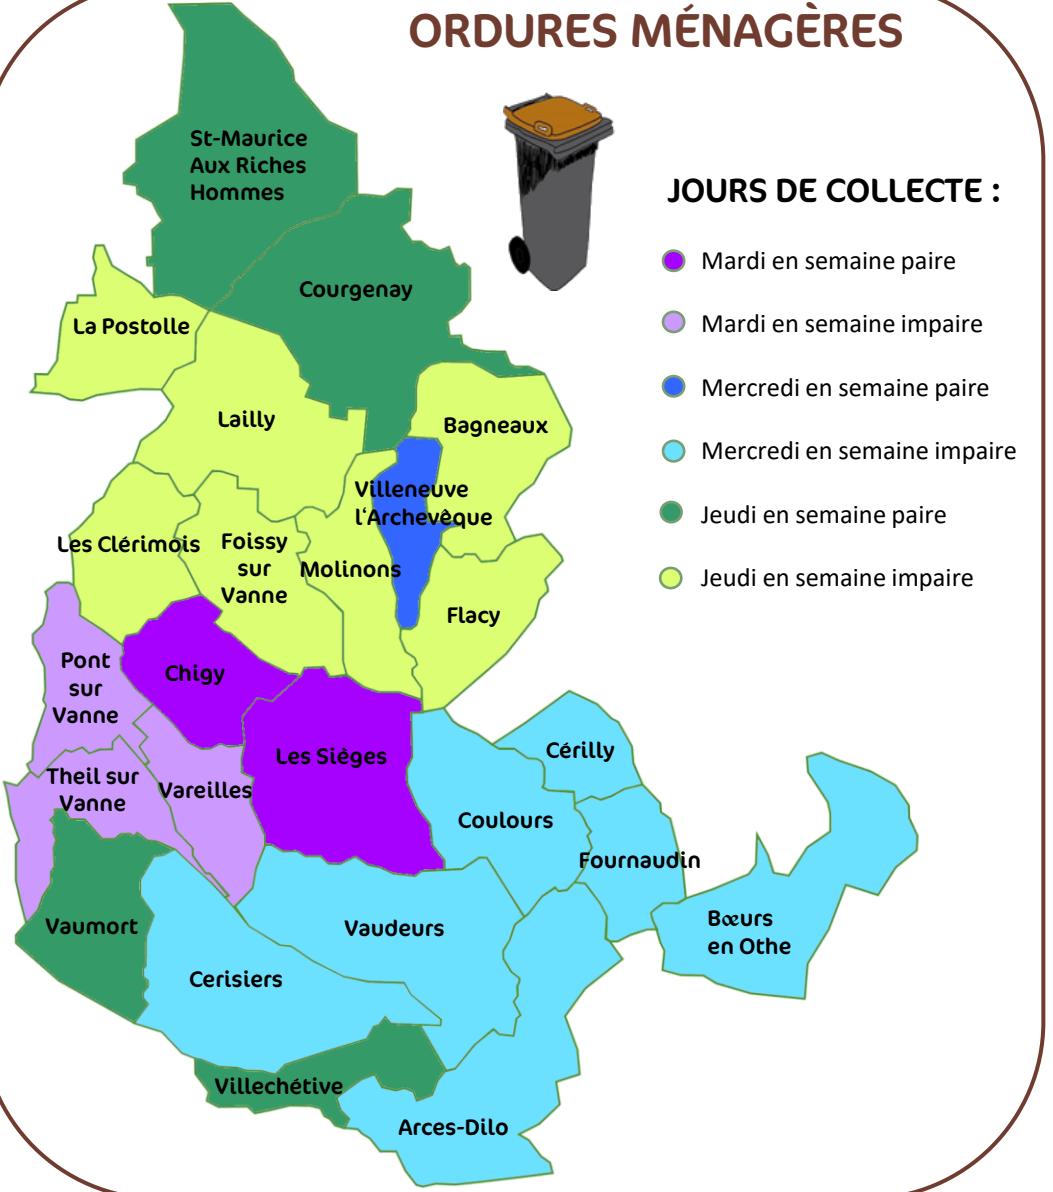 ORDURES MÉNAGÈRES
St-Maurice
Aux Riches
Hommes
JOURS DE COLLECTE :
Mardi en semaine paire
Mardi en semaine impaire
Mercredi en semaine paire
Mercredi en semaine impaire
Jeudi en semaine paire
Jeudi en semaine impaire
Courgenay
La Postolle
Lailly
Bagneaux
Villeneuve
l'Archevêque
Les Clérimois
Foissy
sur
Vanne
Molinons
Flacy
Pont
sur
Vanne
Chigy
Les Sièges
Theil sur
Vanne
Vareilles
Cérilly
Coulours
Fournaudin
Vaumort
Vaudeurs
Bœurs
en Othe
Cerisiers
Villechétive
Arces-Dilo